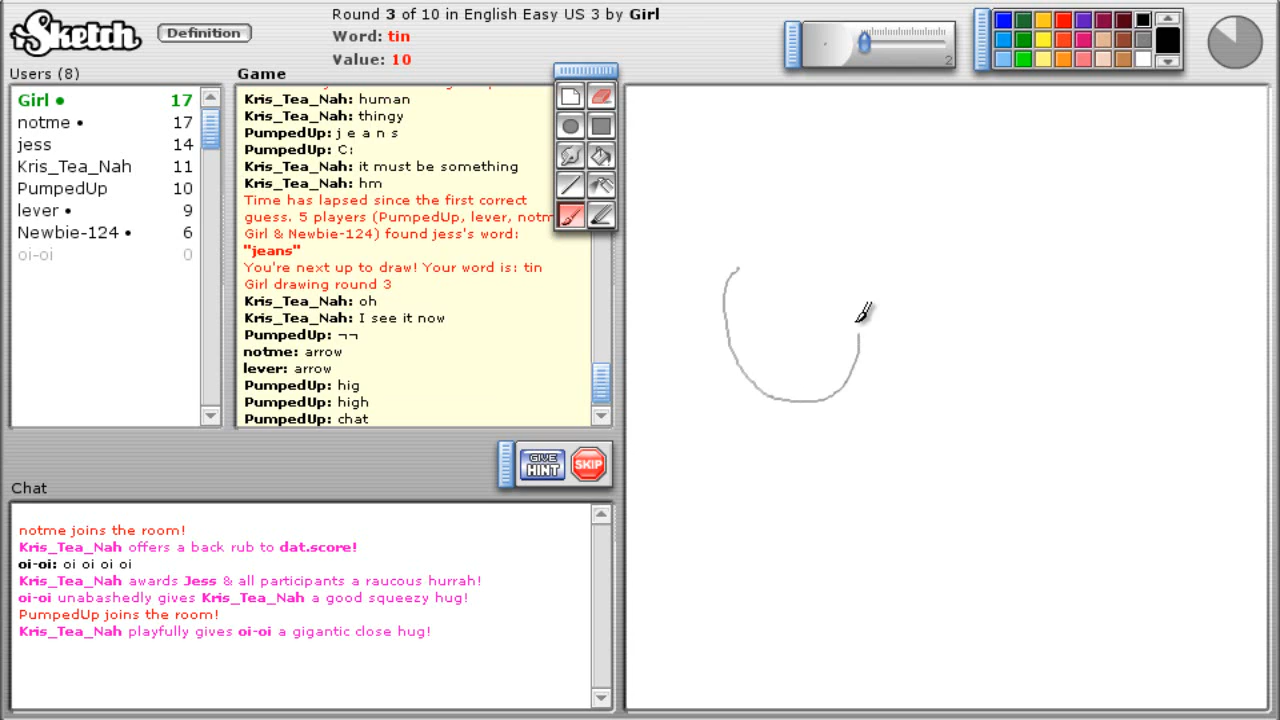 iSketch
Definition
Round 3 of 10 in English Easy US 3 by Girl
Word: tin
Value: 10
2
Users (8)
Girl • 17
notme • 17
jess 14
Kris_Tea_Nah 11
PumpedUp 10
lever • 9
Newbie-124 • 6
oi-oi 0
Game
Kris_Tea_Nah: human
Kris_Tea_Nah: thingy
PumpedUp: j e a n s
PumpedUp: C:
Kris_Tea_Nah: it must be something
Kris_Tea_Nah: hm
Time has lapsed since the first correct
guess. 5 players (PumpedUp, lever, notm
Girl & Newbie-124) found jess's word:
"jeans"
You're next up to draw! Your word is: tin
Girl drawing round 3
Kris_Tea_Nah: oh
Kris_Tea_Nah: I see it now
PumpedUp: ¬¬
notme: arrow
lever: arrow
PumpedUp: hig
PumpedUp: high
PumpedUp: chat
GIVE
HINT
SKIP
Chat
notme joins the room!
Kris_Tea_Nah offers a back rub to dat.score!
oi-oi: oi oi oi oi
Kris_Tea_Nah awards Jess & all participants a raucous hurrah!
oi-oi unabashedly gives Kris_Tea_Nah a good squeezy hug!
PumpedUp joins the room!
Kris_Tea_Nah playfully gives oi-oi a gigantic close hug!